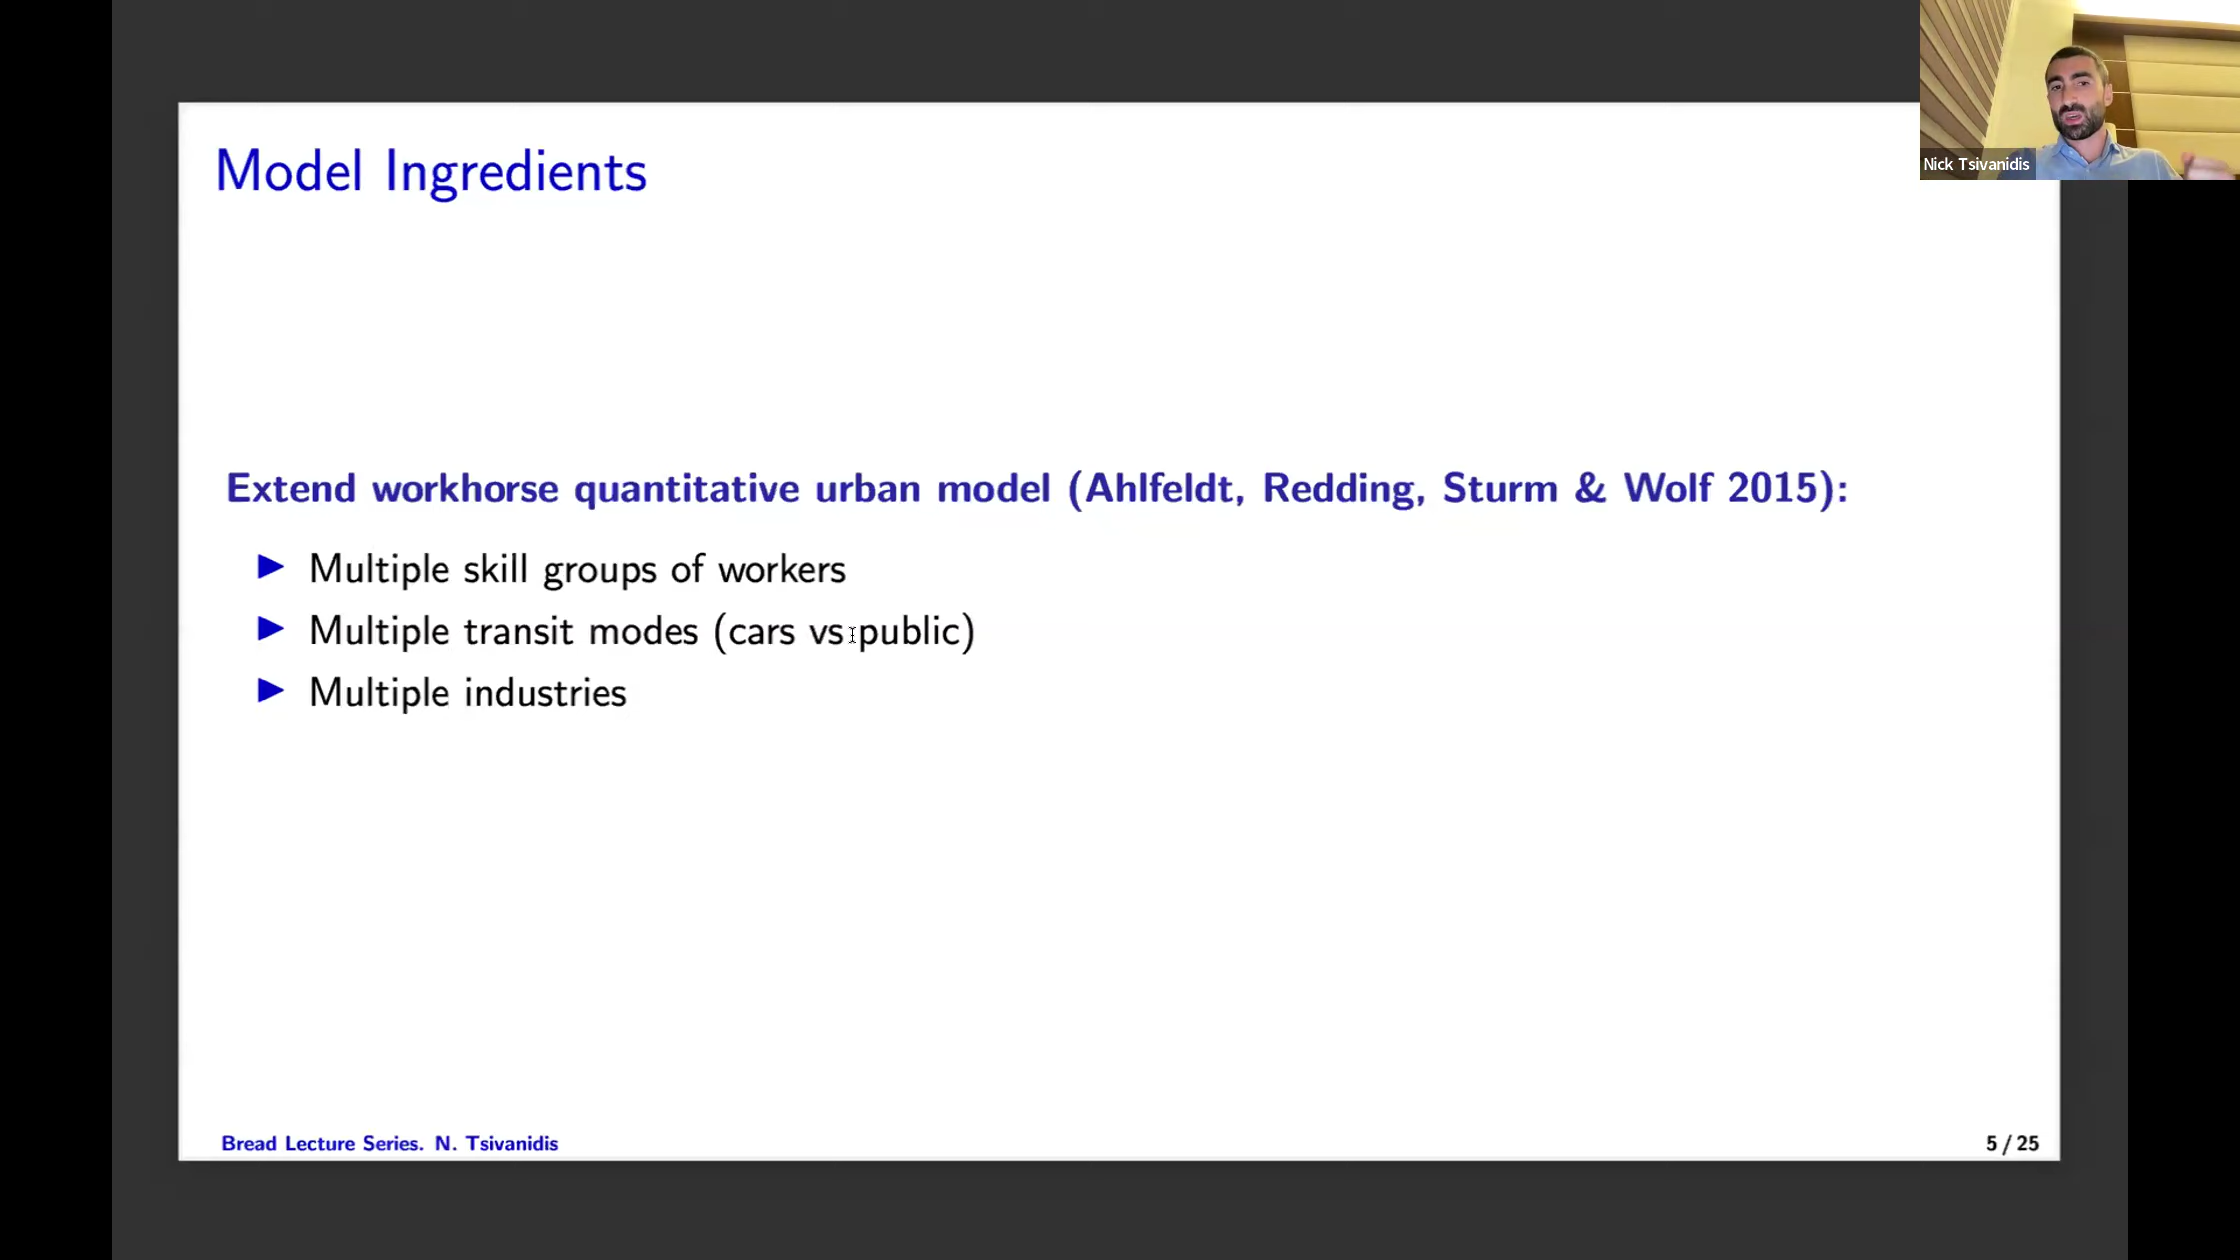 Nick Tsivanidis
Model Ingredients
Extend workhorse quantitative urban model (Ahlfeldt, Redding, Sturm & Wolf 2015):
Multiple skill groups of workers
Multiple transit modes (cars vs public)
Multiple industries
Bread Lecture Series. N. Tsivanidis
5 / 25